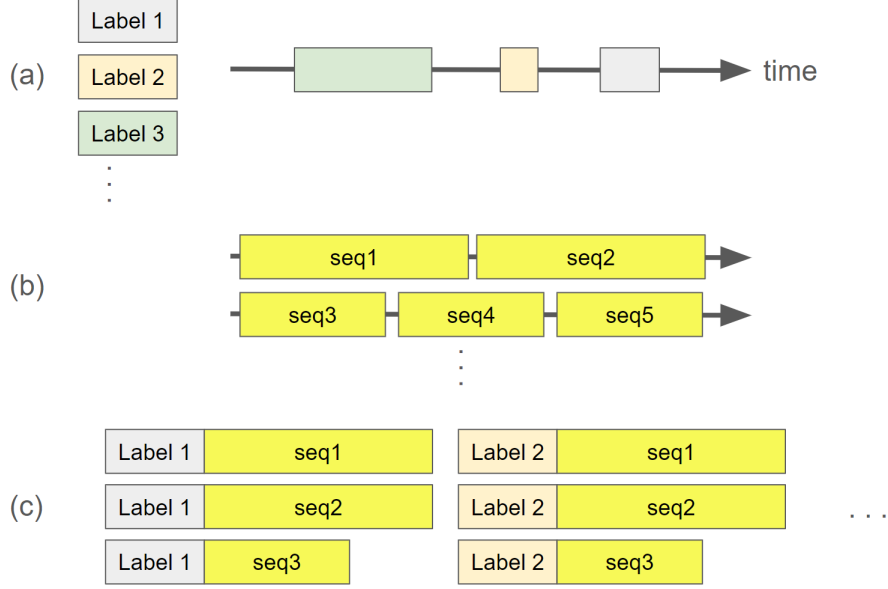 Label 1
(a)
Label 2
time
Label 3
seq1 seq2
(b)
seq3 seq4 seq5
Label 1 seq1 Label 2 seq1
(c)
Label 1 seq2 Label 2 seq2
. . .
Label 1 seq3 Label 2 seq3